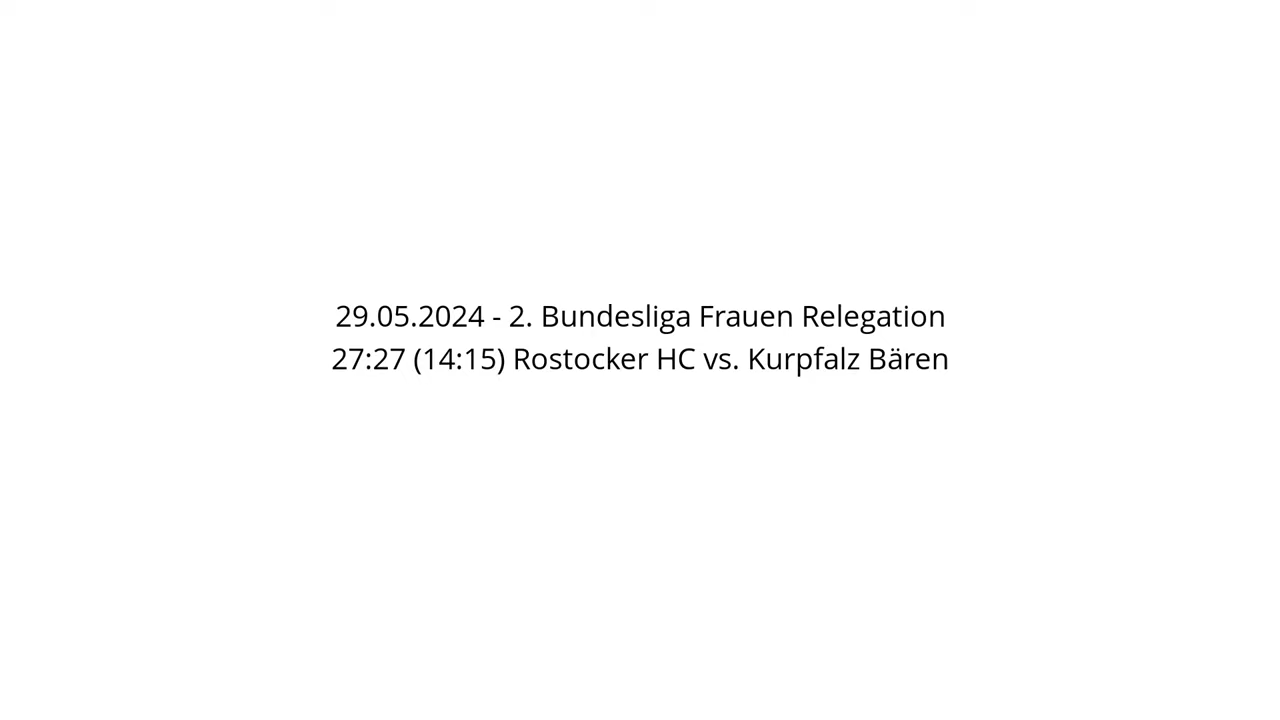 29.05.2024 - 2. Bundesliga Frauen Relegation
27:27 (14:15) Rostocker HC vs. Kurpfalz Bären